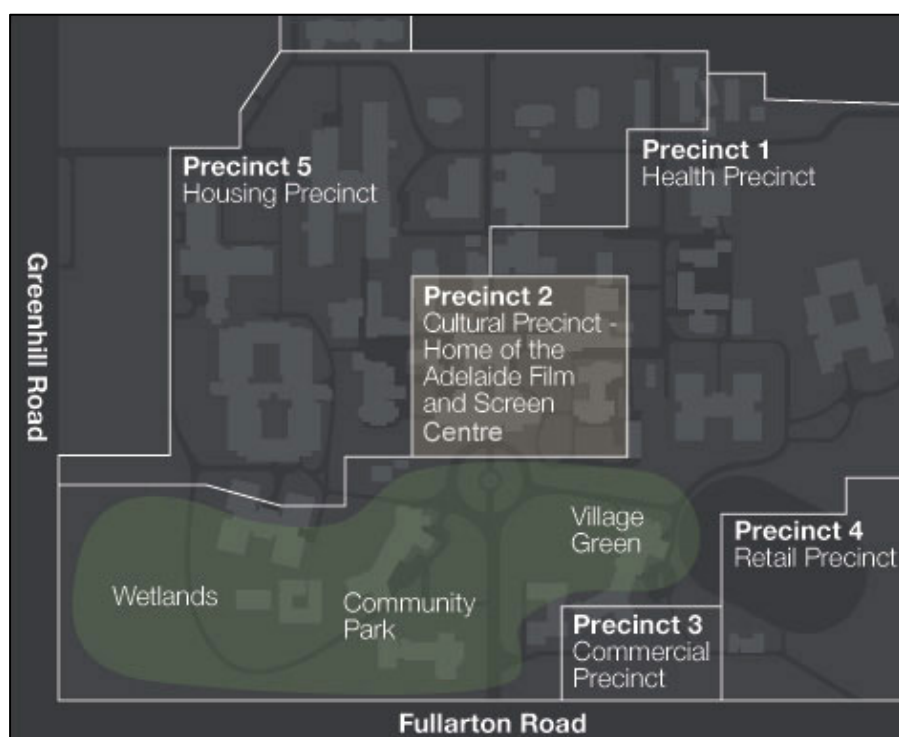 Precinct 5
Housing Precinct
Precinct 1
Health Precinct
Greenhill Road
Precinct 2
Cultural Precinct -
Home of the
Adelaide Film
and Screen
Centre
Village
Green
Precinct 4
Retail Precinct
Wetlands
Community
Park
Precinct 3
Commercial
Precinct
Fullarton Road